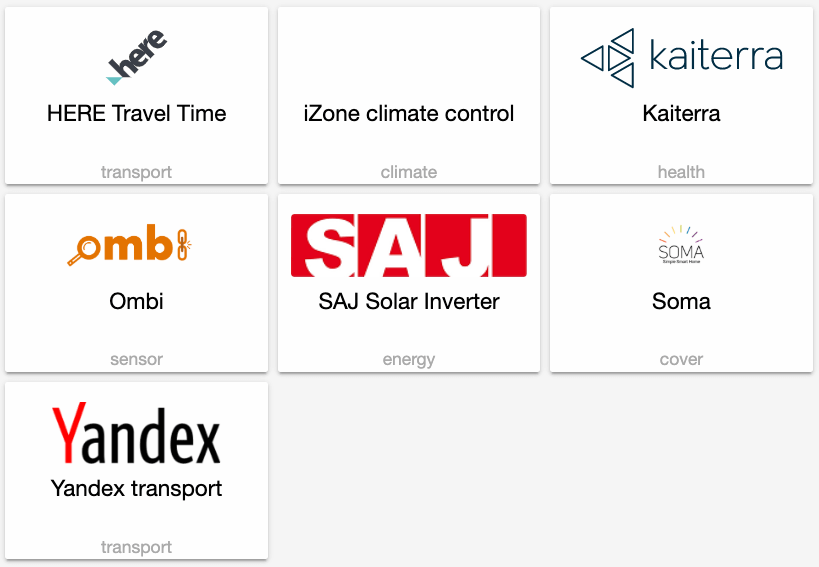 here
HERE Travel Time
transport
iZone climate control
climate
kaiterra
Kaiterra
health
ombi
Ombi
sensor
SAJ
SAJ Solar Inverter
energy
SOMA
Simple Smart Home
Soma
cover
Yandex
Yandex transport
transport